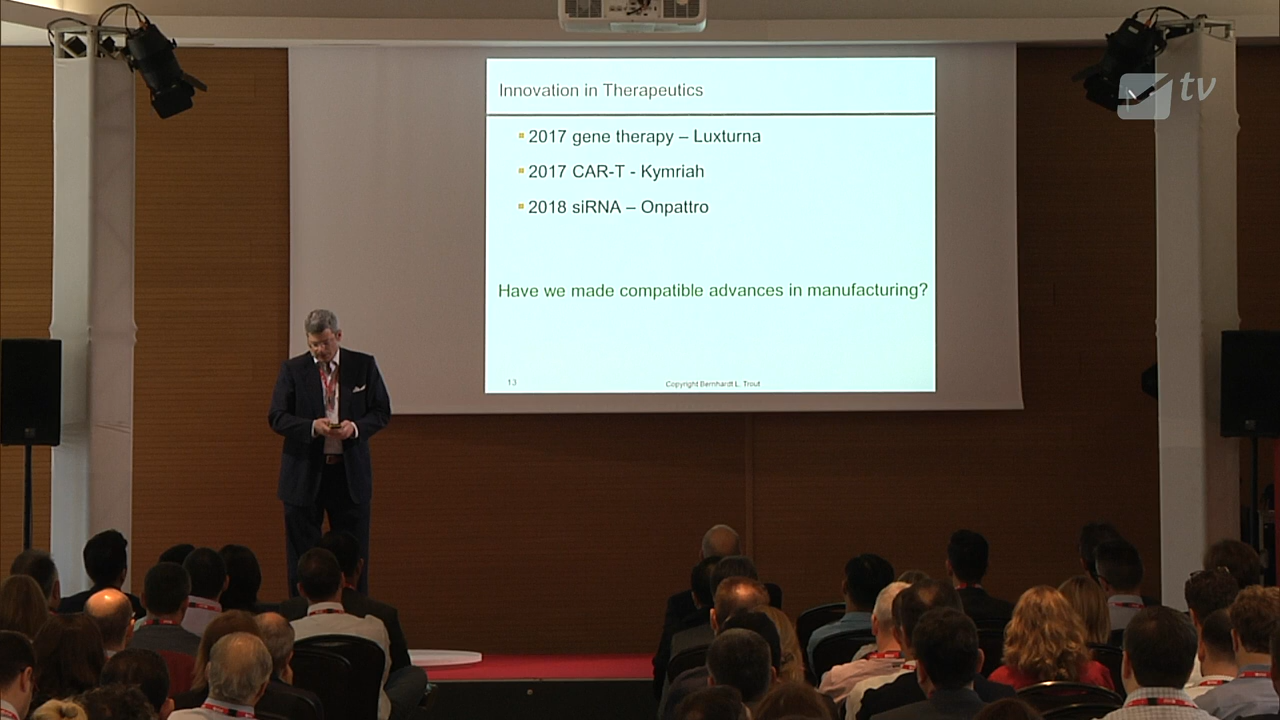 tv
Innovation in Therapeutics
2017 gene therapy – Luxturna
2017 CAR-T - Kymriah
2018 siRNA – Onpattro
Have we made compatible advances in manufacturing?
13
Copyright Bernhardt L. Trout